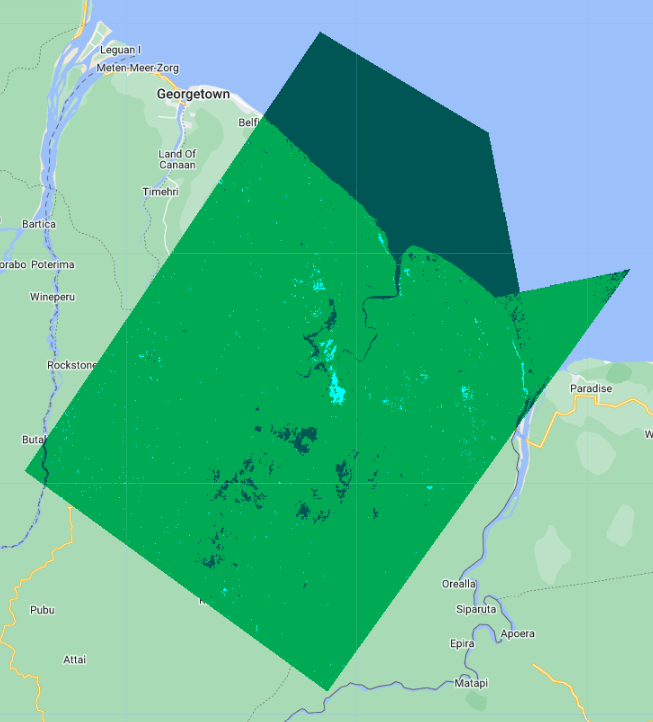 Leguan I
Meten-Meer-Zorg
Georgetown
Belfi
Land Of
Canaan
Timehri
Bartica
orabo Poterima
Wineperu
Rockstone
Paradise
W
Butak
Orealla
Siparuta
Pubu
Apoera
Epira
Attai
Matapi